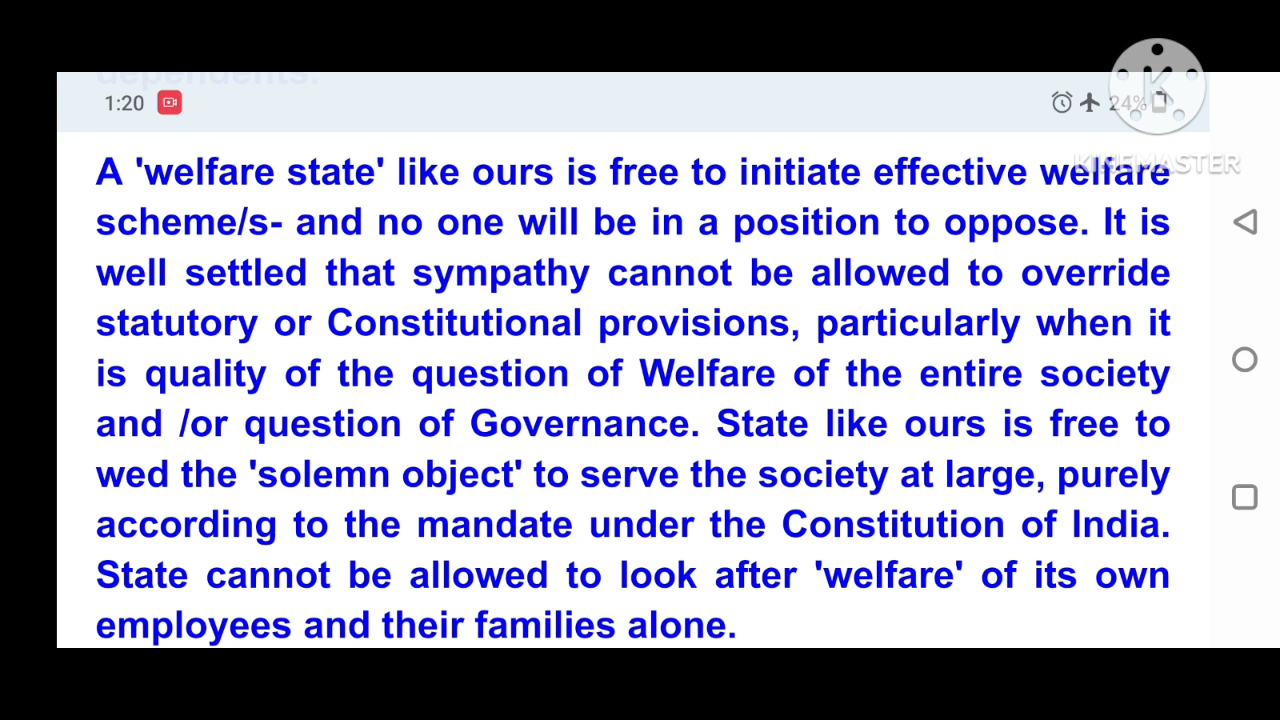 dependents.
1:20
24%
KINEMASTER
A 'welfare state' like ours is free to initiate effective welfare
scheme/s- and no one will be in a position to oppose. It is
well settled that sympathy cannot be allowed to override
statutory or Constitutional provisions, particularly when it
is quality of the question of Welfare of the entire society
and /or question of Governance. State like ours is free to
wed the 'solemn object' to serve the society at large, purely
according to the mandate under the Constitution of India.
State cannot be allowed to look after 'welfare' of its own
employees and their families alone.